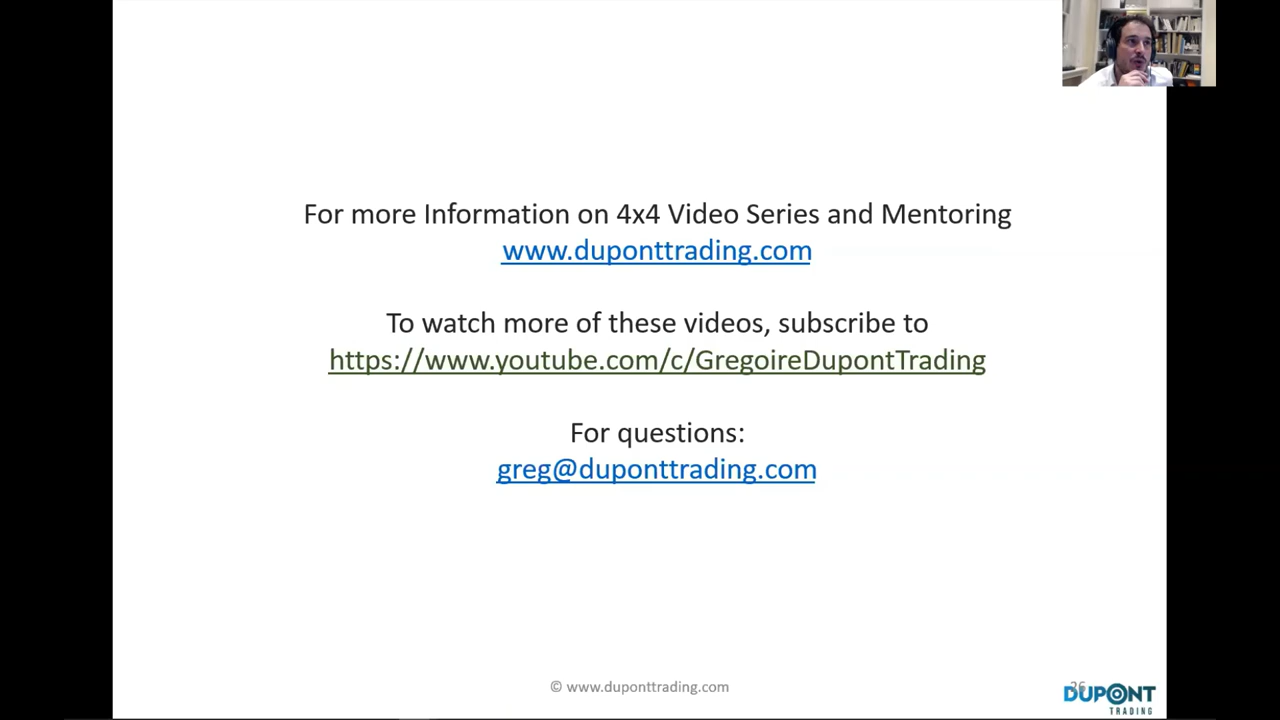 For more Information on 4x4 Video Series and Mentoring
www.duponttrading.com
To watch more of these videos, subscribe to
https://www.youtube.com/c/GregoireDupontTrading
For questions:
greg@duponttrading.com
© www.duponttrading.com
26
DUPONT
TRADING